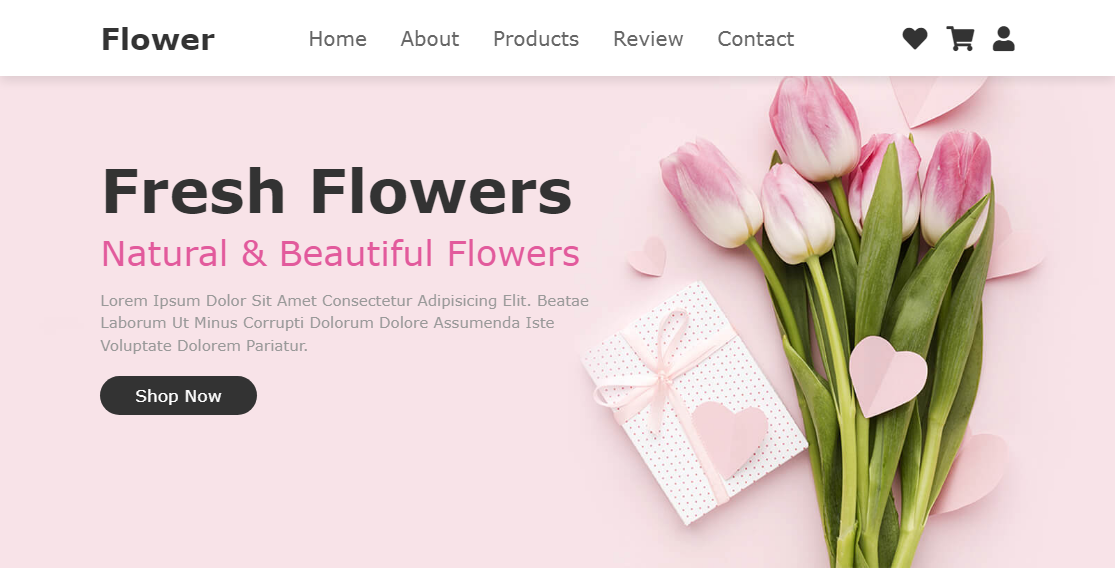 Flower
Home About Products Review Contact
Fresh Flowers
Natural & Beautiful Flowers
Lorem Ipsum Dolor Sit Amet Consectetur Adipisicing Elit. Beatae
Laborum Ut Minus Corrupti Dolorum Dolore Assumenda Iste
Voluptate Dolorem Pariatur.
Shop Now